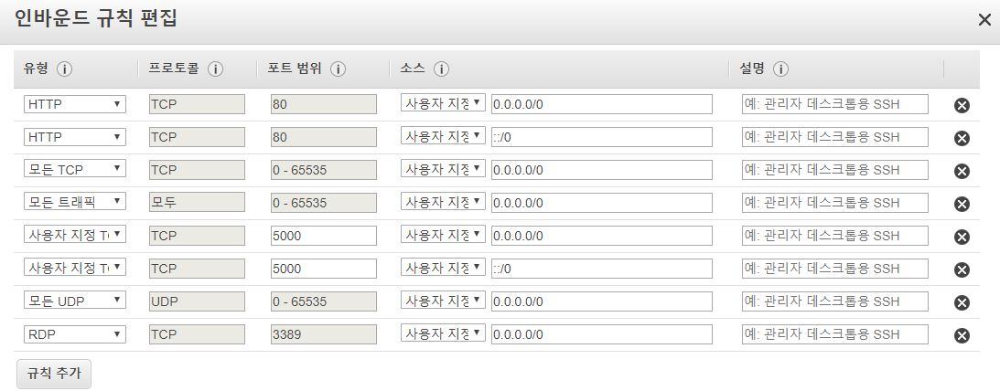 인바운드 규칙 편집
유형 프로토콜 포트 범위 소스 설명
HTTP TCP 80 사용자 지정 0.0.0.0/0 예: 관리자 데스크톱용 SSH
HTTP TCP 80 사용자 지정 ::/0 예: 관리자 데스크톱용 SSH
모든 TCP TCP 0 - 65535 사용자 지정 0.0.0.0/0 예: 관리자 데스크톱용 SSH
모든 트래픽 모두 0 - 65535 사용자 지정 0.0.0.0/0 예: 관리자 데스크톱용 SSH
사용자 지정 TCP 5000 사용자 지정 0.0.0.0/0 예: 관리자 데스크톱용 SSH
사용자 지정 TCP 5000 사용자 지정 ::/0 예: 관리자 데스크톱용 SSH
모든 UDP UDP 0 - 65535 사용자 지정 0.0.0.0/0 예: 관리자 데스크톱용 SSH
RDP TCP 3389 사용자 지정 0.0.0.0/0 예: 관리자 데스크톱용 SSH
규칙 추가